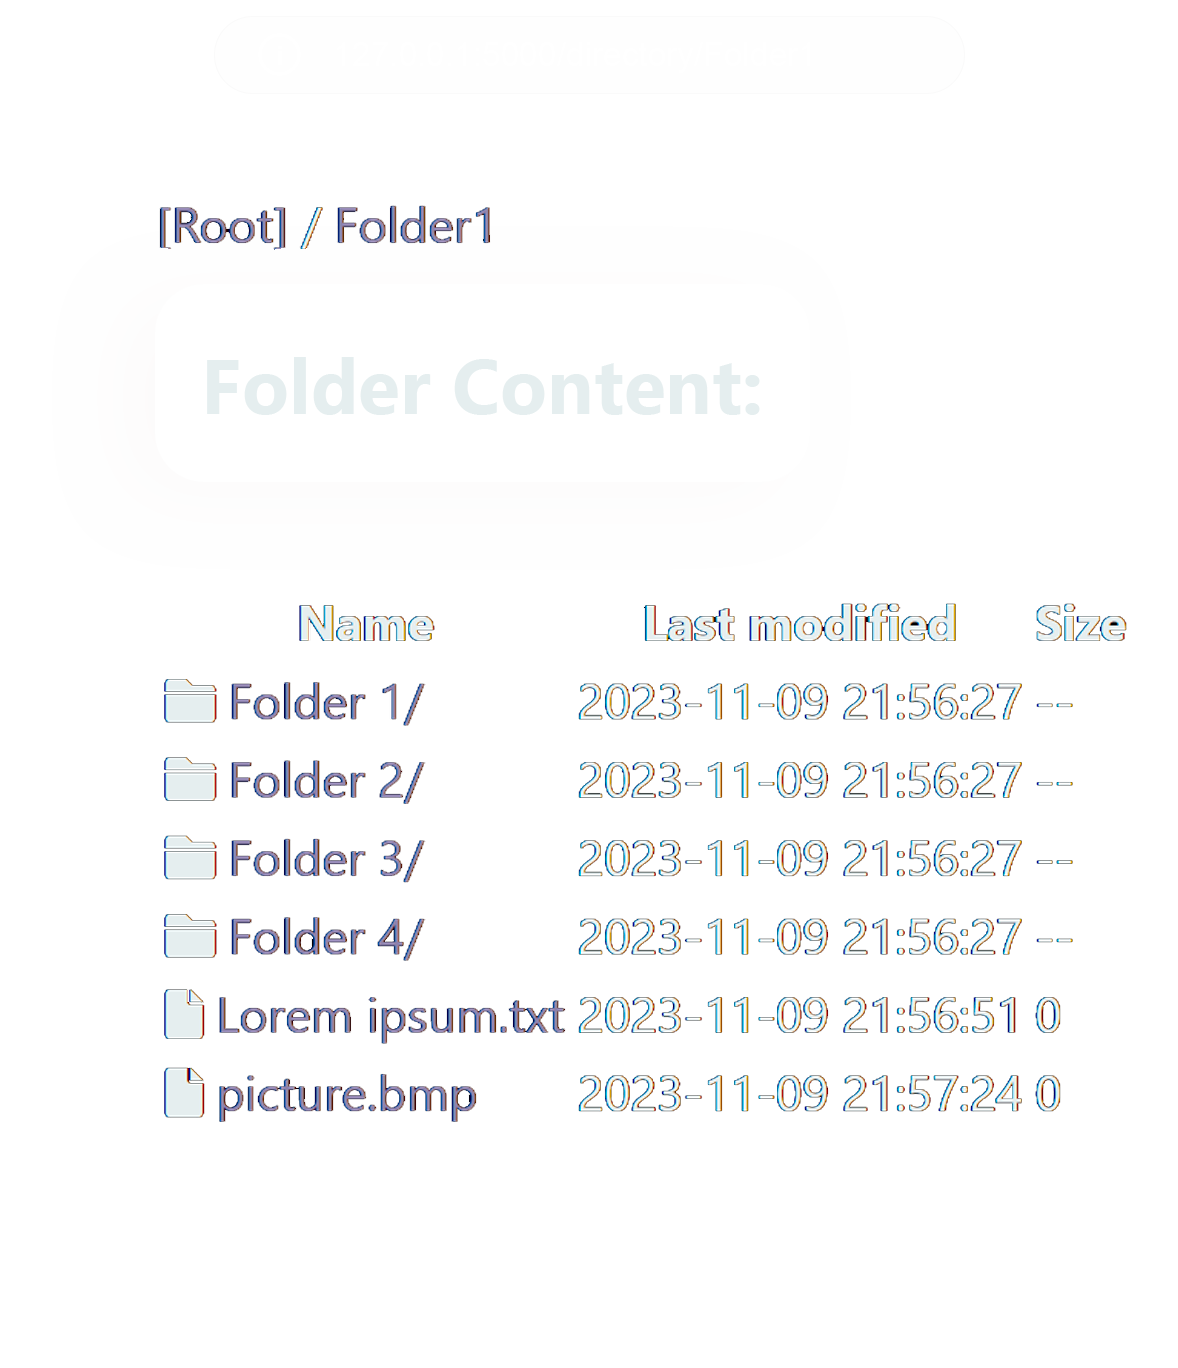 [Root] / Folder1
Folder Content:
Name Last modified Size
Folder 1/ 2023-11-09 21:56:27 --
Folder 2/ 2023-11-09 21:56:27 --
Folder 3/ 2023-11-09 21:56:27 --
Folder 4/ 2023-11-09 21:56:27 --
Lorem ipsum.txt 2023-11-09 21:56:51 0
picture.bmp 2023-11-09 21:57:24 0